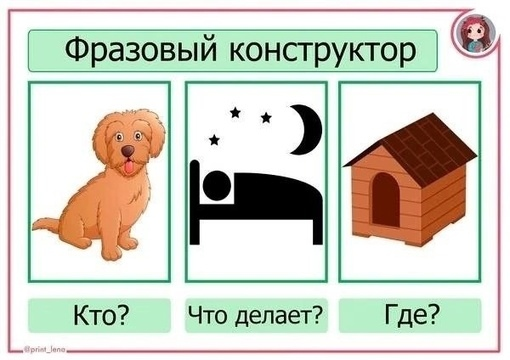 Фразовый конструктор
Кто?
Что делает?
Где?
@print_lena